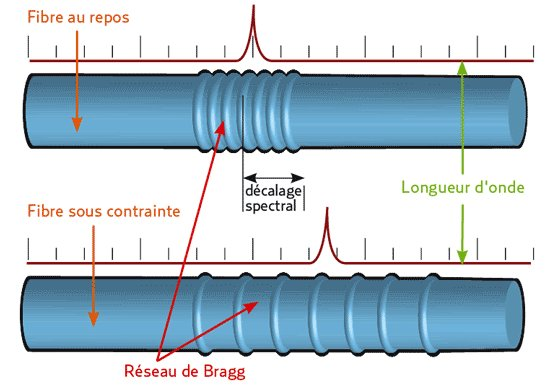 Fibre au repos
décalage
spectral
Longueur d'onde
Fibre sous contrainte
Réseau de Bragg